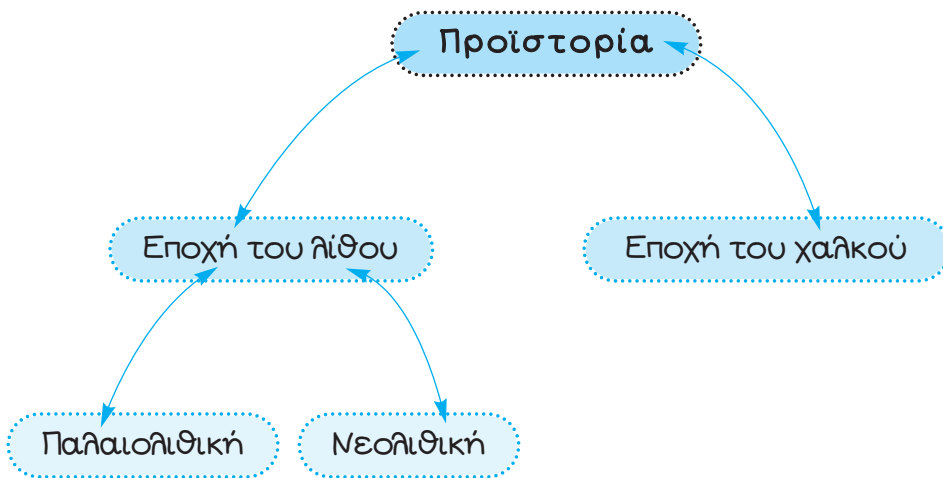 Προϊστορία
Εποχή του λίθου
Εποχή του χαλκού
Παλαιολιθική
Νεολιθική